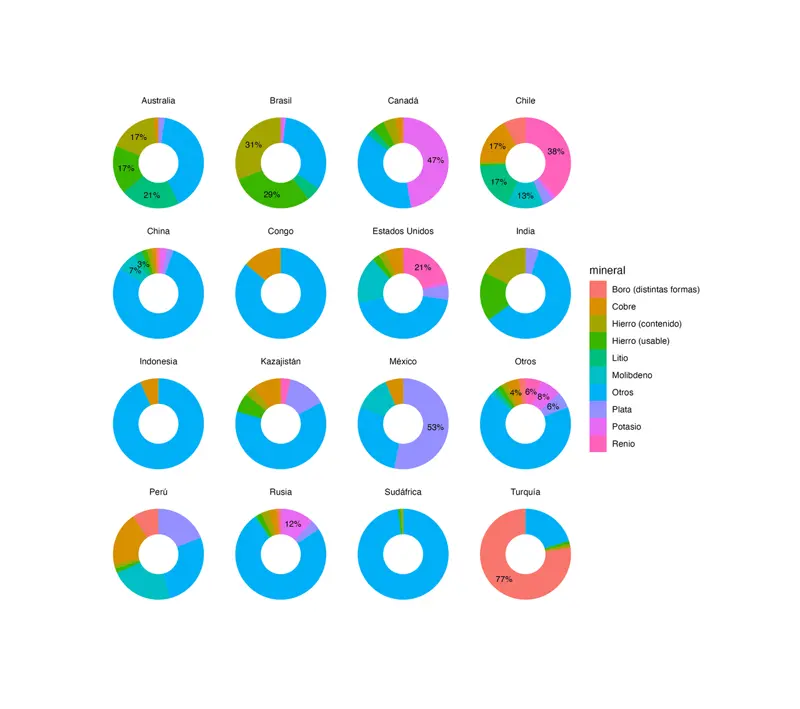 Australia
Brasil
Canadá
Chile
17%
17%
21%
31%
29%
47%
38%
17%
17%
13%
China
Congo
Estados Unidos
India
3%
7%
21%
mineral
Boro (distintas formas)
Cobre
Hierro (contenido)
Hierro (usable)
Litio
Molibdeno
Otros
Plata
Potasio
Renio
Indonesia
Kazajistán
México
Otros
53%
4%
6%
8%
6%
Perú
Rusia
Sudáfrica
Turquía
12%
77%